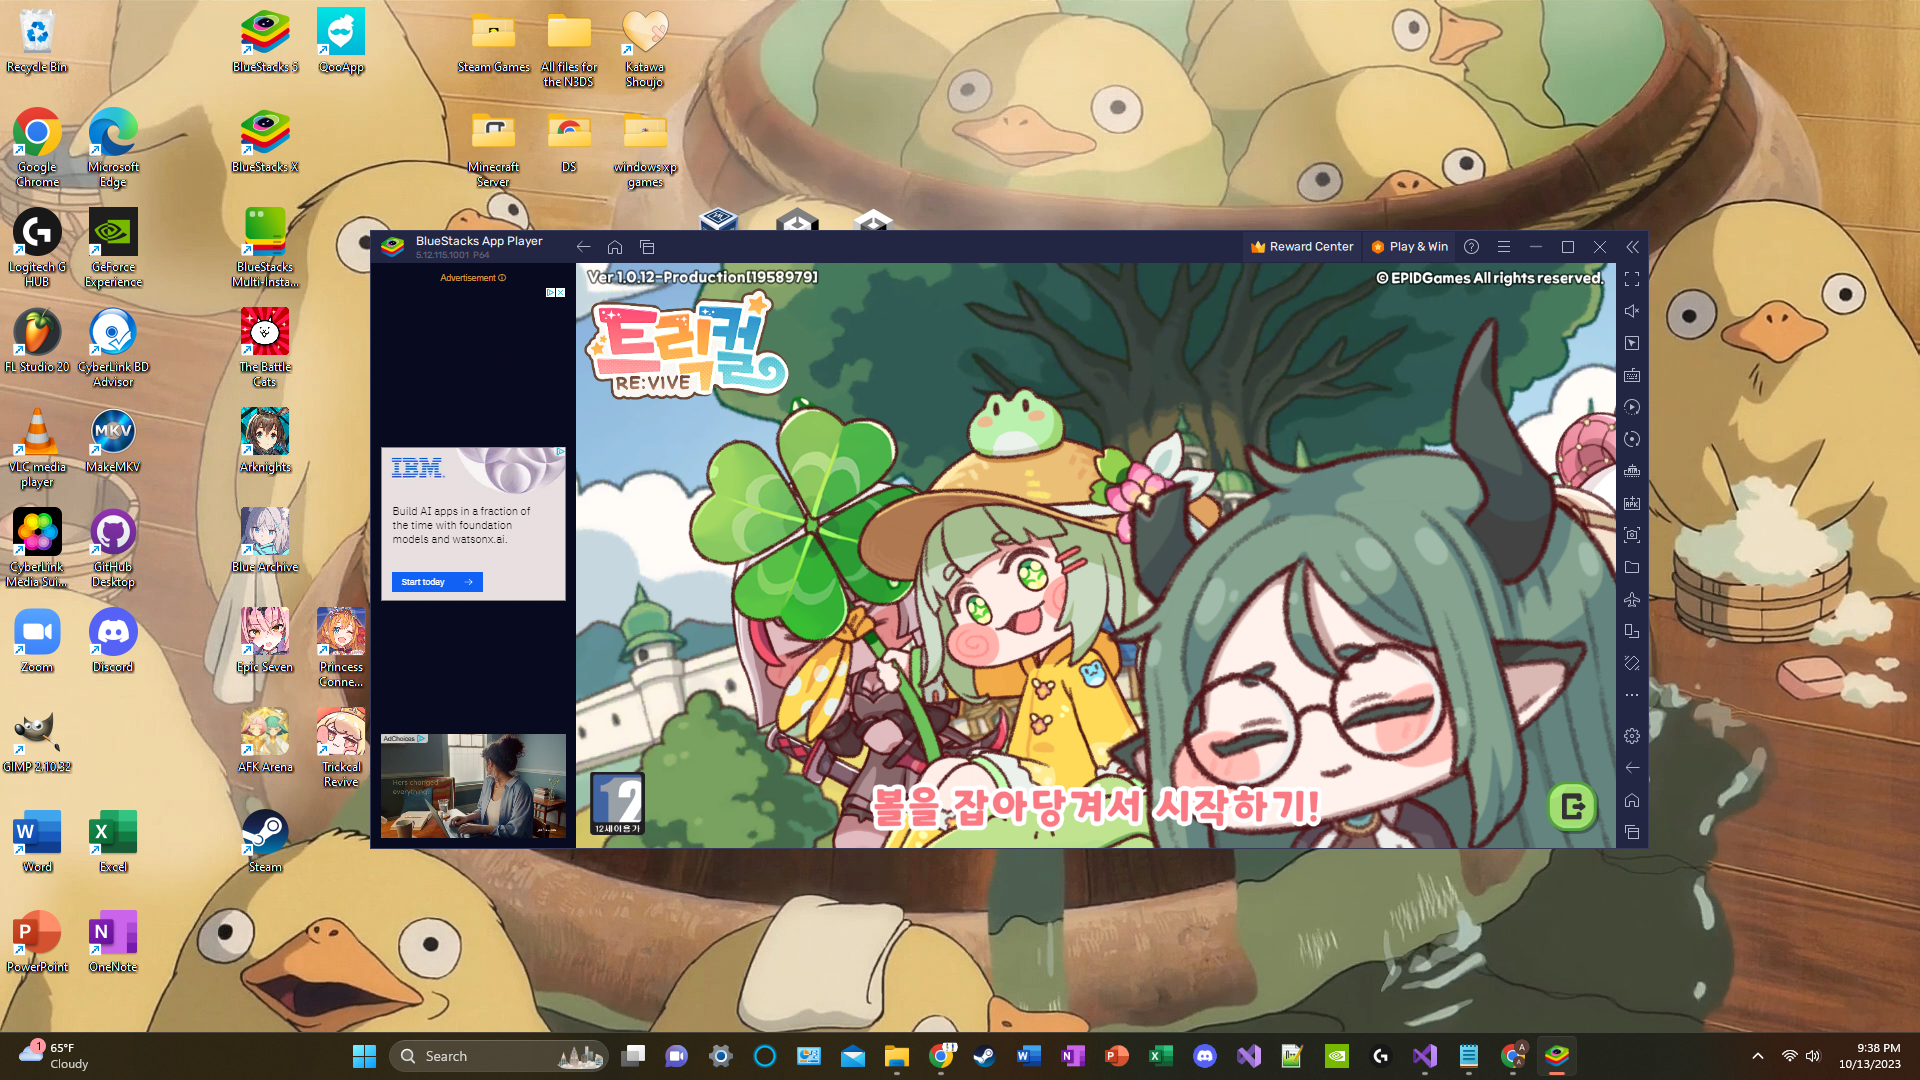 Recycle Bin
BlueStacks 5
QooApp
Steam Games
All files for
the N3DS
Katawa
Shoujo
Google
Chrome
Microsoft
Edge
BlueStacks X
Minecraft
Server
DS
windows xp
games
Logitech G
HUB
GeForce
Experience
BlueStacks
Multi-Insta...
FL Studio 20
CyberLink BD
Advisor
The Battle
Cats
VLC media
player
MKV
MakeMKV
Arknights
CyberLink
Media Sui...
GitHub
Desktop
Blue Archive
Zoom
Discord
Epic Seven
Princess
Conne...
GIMP 2.10.32
AFK Arena
Trickcal
Revive
Word
Excel
Steam
PowerPoint
OneNote
BlueStacks App Player
5.12.115.1001 P64
Reward Center
Play & Win
Advertisement
IBM
Build AI apps in a fraction of
the time with foundation
models and watsonx.ai.
Start today
AdChoices
Hers changed
everything.
Ver 1.0.12-Production[1958979]
© EPIDGames All rights reserved.
트릭컬
RE:VIVE
12
12세이용가
볼을 잡아당겨서 시작하기!
1
65°F
Cloudy
Search
9:38 PM
10/13/2023